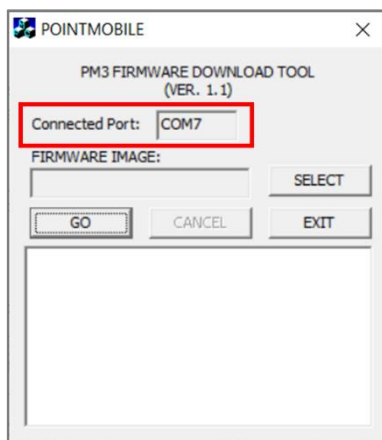 POINTMOBILE
PM3 FIRMWARE DOWNLOAD TOOL
(VER. 1.1)
Connected Port: COM7
FIRMWARE IMAGE:
SELECT
GO CANCEL EXIT